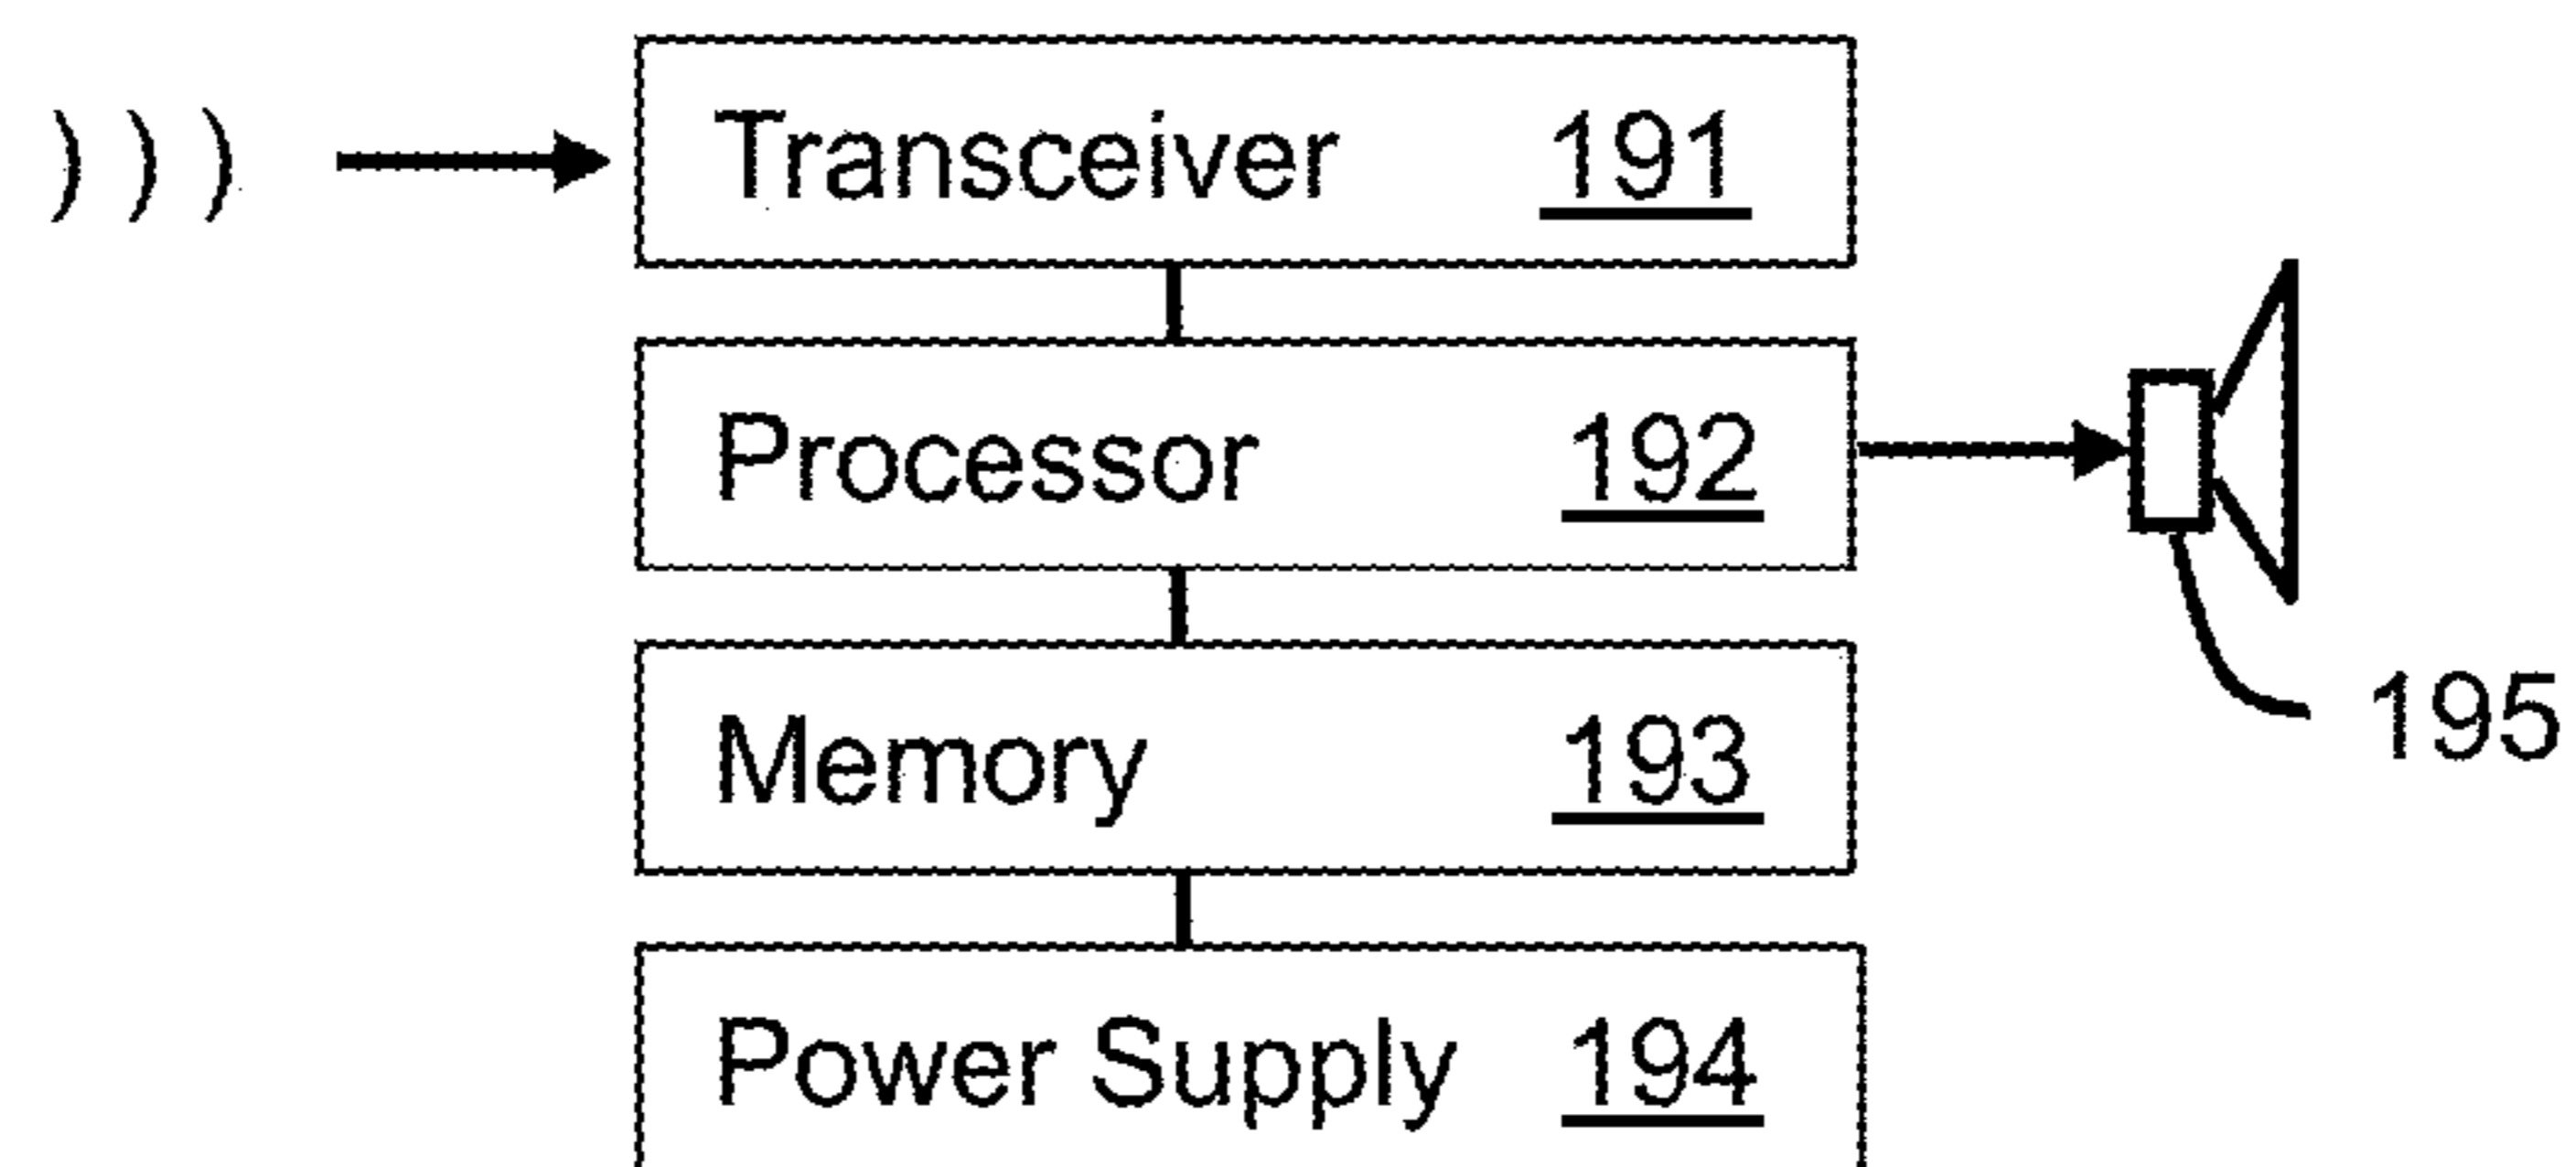 ))) Transceiver 191
Processor 192
Memory 193
195
Power Supply 194